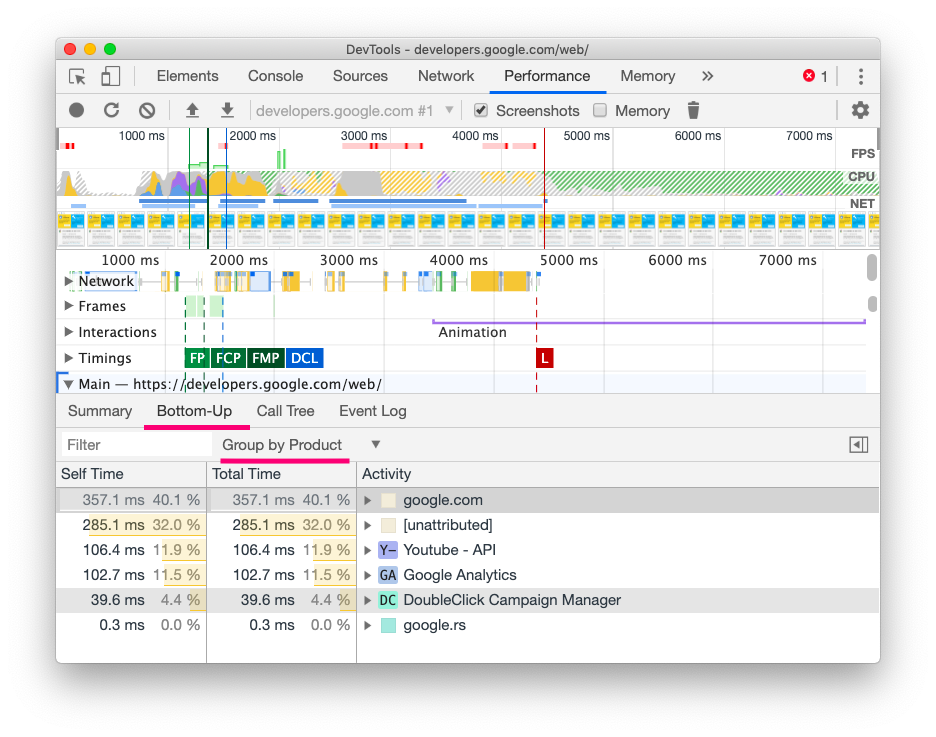 DevTools - developers.google.com/web/
Elements Console Sources Network Performance Memory » 1
developers.google.com #1 Screenshots Memory
1000 ms 2000 ms 3000 ms 4000 ms 5000 ms 6000 ms 7000 ms
FPS
CPU
NET
1000 ms 2000 ms 3000 ms 4000 ms 5000 ms 6000 ms 7000 ms
Network
Frames
Interactions Animation
Timings FP FCP FMP DCL L
Main — https://developers.google.com/web/
Summary Bottom-Up Call Tree Event Log
Filter Group by Product
Self Time Total Time Activity
357.1 ms 40.1 % 357.1 ms 40.1 % google.com
285.1 ms 32.0 % 285.1 ms 32.0 % [unattributed]
106.4 ms 11.9 % 106.4 ms 11.9 % Y– Youtube - API
102.7 ms 11.5 % 102.7 ms 11.5 % GA Google Analytics
39.6 ms 4.4 % 39.6 ms 4.4 % DC DoubleClick Campaign Manager
0.3 ms 0.0 % 0.3 ms 0.0 % google.rs